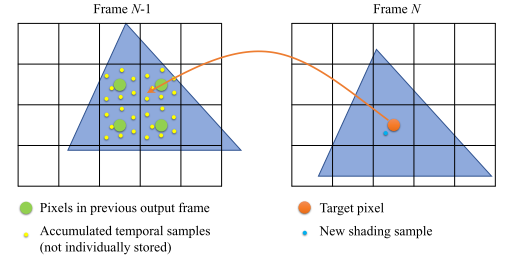 Frame N-1
Frame N
Pixels in previous output frame
Accumulated temporal samples
(not individually stored)
Target pixel
New shading sample